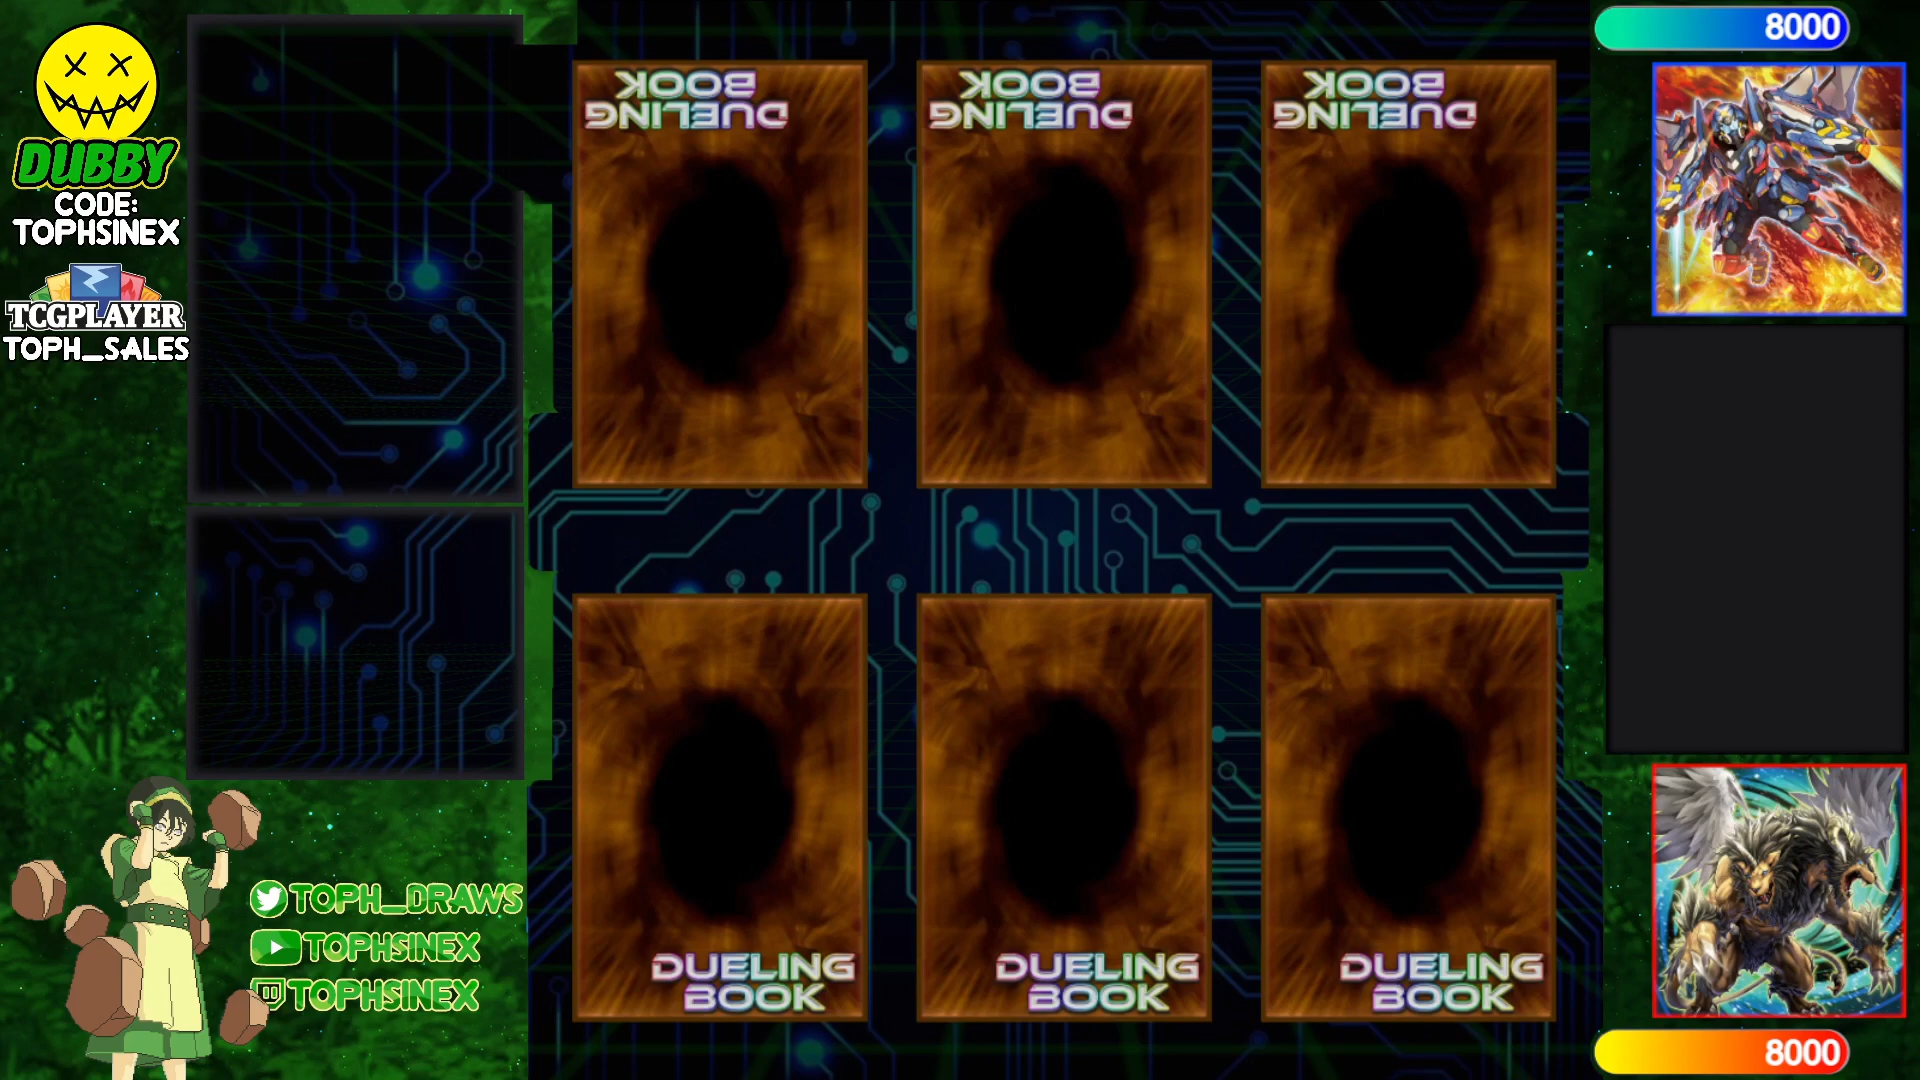 DUBBY
CODE:
TOPHSINEX
TCGPLAYER
TOPH_SALES
DUELING
BOOK
DUELING
BOOK
DUELING
BOOK
8000
DUELING
BOOK
DUELING
BOOK
DUELING
BOOK
TOPH_DRAWS
TOPHSINEX
TOPHSINEX
8000